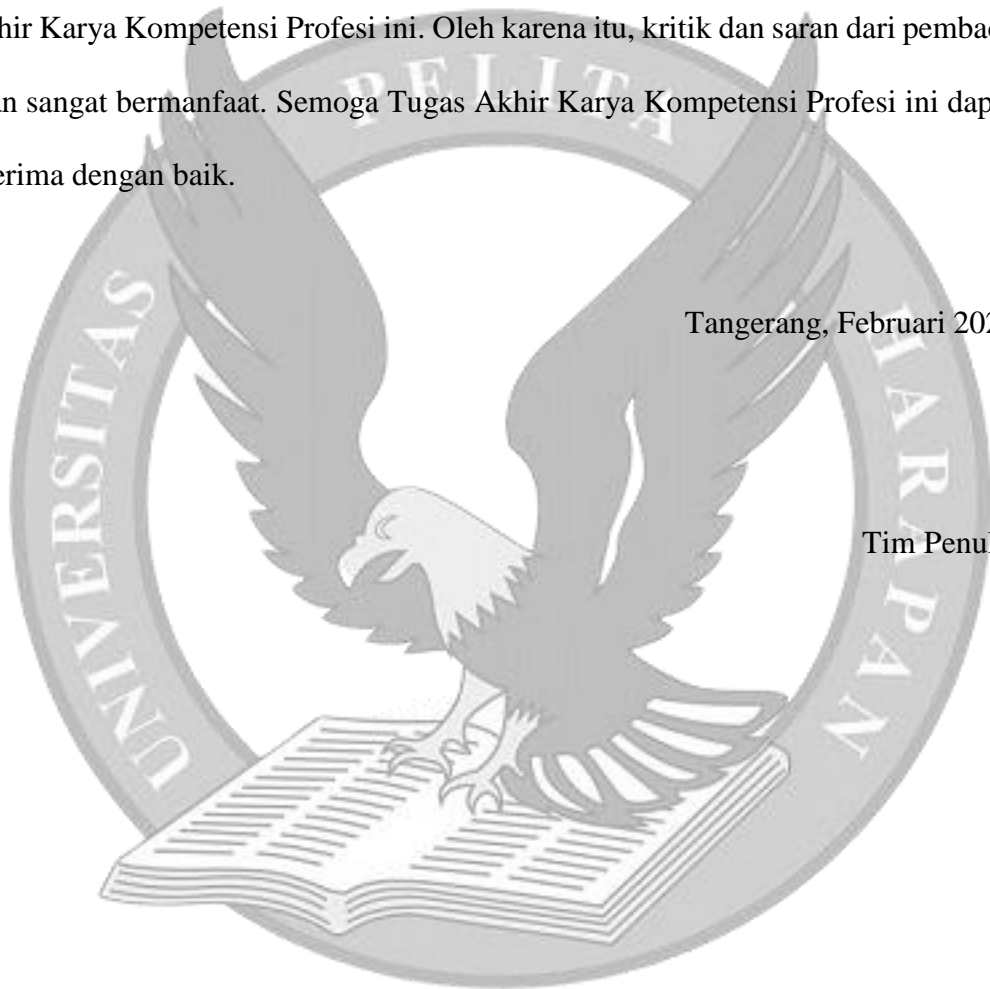 hir Karya Kompetensi Profesi ini. Oleh karena itu, kritik dan saran dari pembac
an sangat bermanfaat. Semoga Tugas Akhir Karya Kompetensi Profesi ini dap
erima dengan baik.
Tangerang, Februari 202
Tim Penul
UNIVERSITAS PELITA HARAPAN